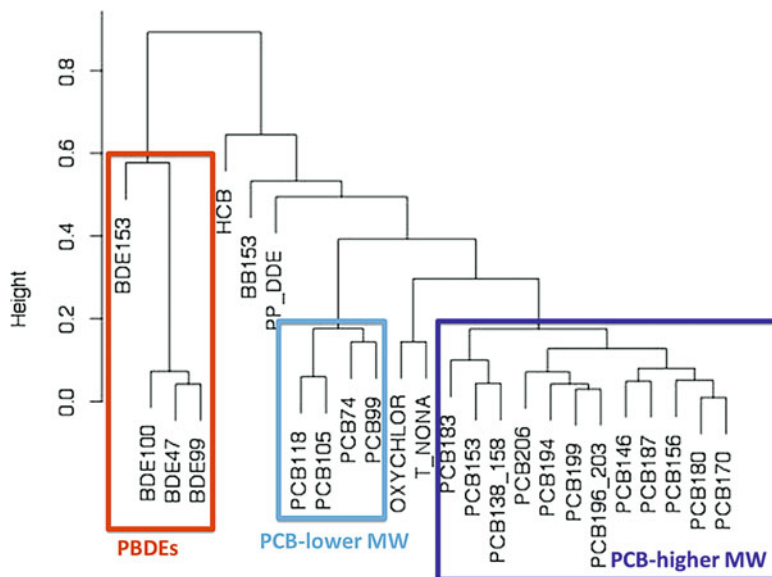 Height
0.8
0.6
0.4
0.2
0.0
BDE153
BDE100
BDE47
BDE99
HCB
BB153
PP_DDE
PCB118
PCB105
PCB74
PCB99
OXYCHLOR
T_NONA
PCB183
PCB153
PCB138_158
PCB206
PCB194
PCB199
PCB196_203
PCB146
PCB187
PCB156
PCB180
PCB170
PBDEs
PCB-lower MW
PCB-higher MW